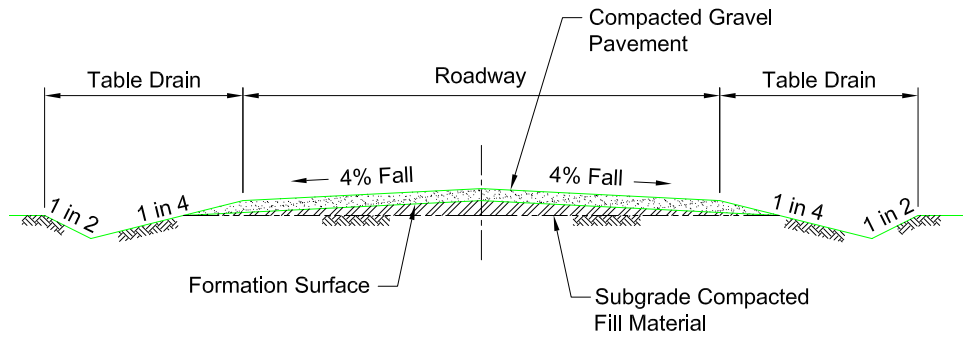 Compacted Gravel
Pavement
Table Drain
Roadway
Table Drain
4% Fall
4% Fall
1 in 2
1 in 4
1 in 4
1 in 2
Formation Surface
Subgrade Compacted
Fill Material